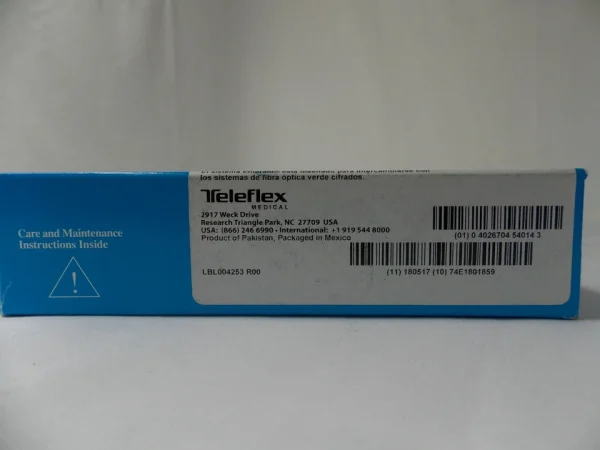 los sistemas de fibra óptica verde cifrados.
Teleflex
MEDICAL
2917 Weck Drive
Research Triangle Park, NC 27709 USA
USA: (866) 246 6990 • International: +1 919 544 8000
Product of Pakistan, Packaged in Mexico
Care and Maintenance
Instructions Inside
!
LBL004253 R00
(01) 0 4026704 54014 3
(11) 180517 (10) 74E1801859